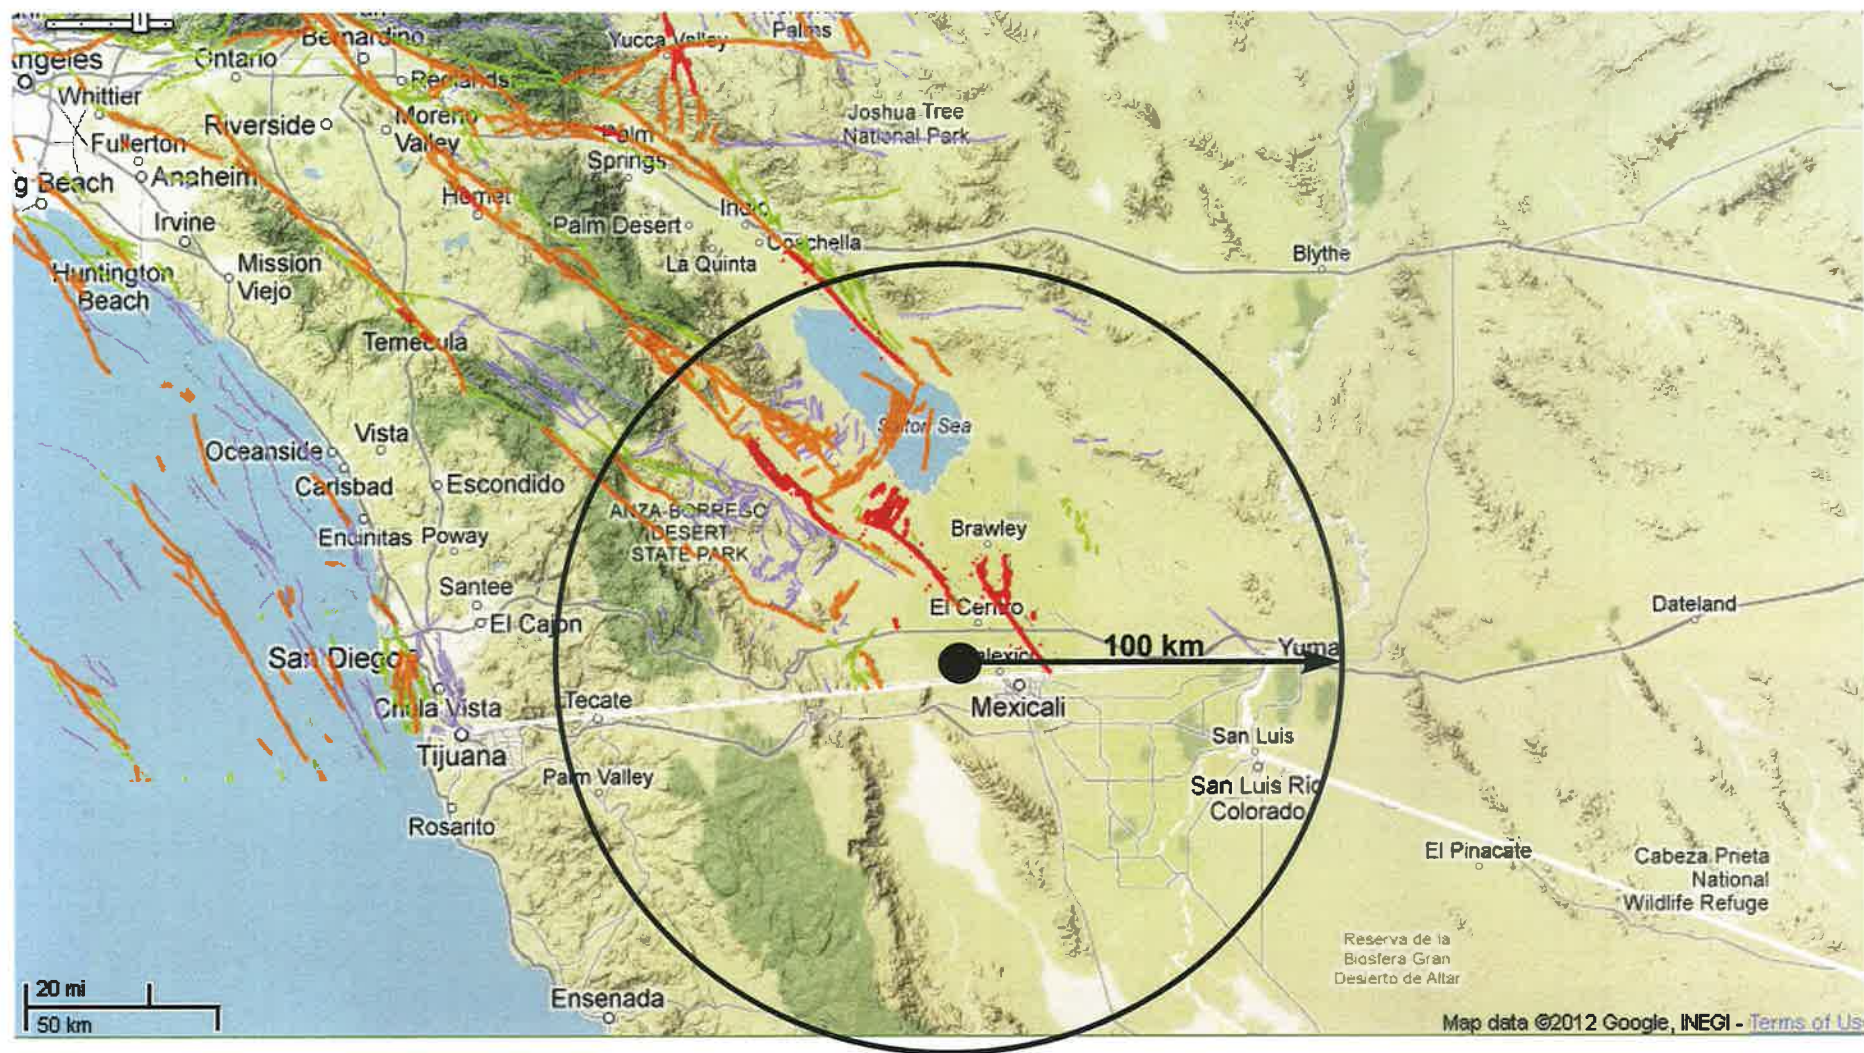 Yucca Valley
Palms
Bernardino
Ontario
Redlands
ngeles
Whittier
Riverside
Moreno
Valley
Joshua Tree
National Park
Fullerton
Anaheim
Palm
Springs
g Beach
Hemet
Indio
Irvine
Palm Desert
Coachella
La Quinta
Blythe
Mission
Viejo
Huntington
Beach
Temecula
Salton Sea
Vista
Oceanside
Carlsbad
Escondido
ANZA-BORREGO
DESERT
STATE PARK
Brawley
Encinitas
Poway
Santee
El Cajon
El Centro
Dateland
San Diego
100 km
Yuma
alexico
Mexicali
Chula Vista
Tecate
Tijuana
San Luis
Palm Valley
San Luis Rio
Colorado
Rosarito
El Pinacate
Cabeza Prieta
National
Wildlife Refuge
Reserva de la
Biosfera Gran
Desierto de Altar
Ensenada
20 mi
50 km
Map data ©2012 Google, INEGI - Terms of Us